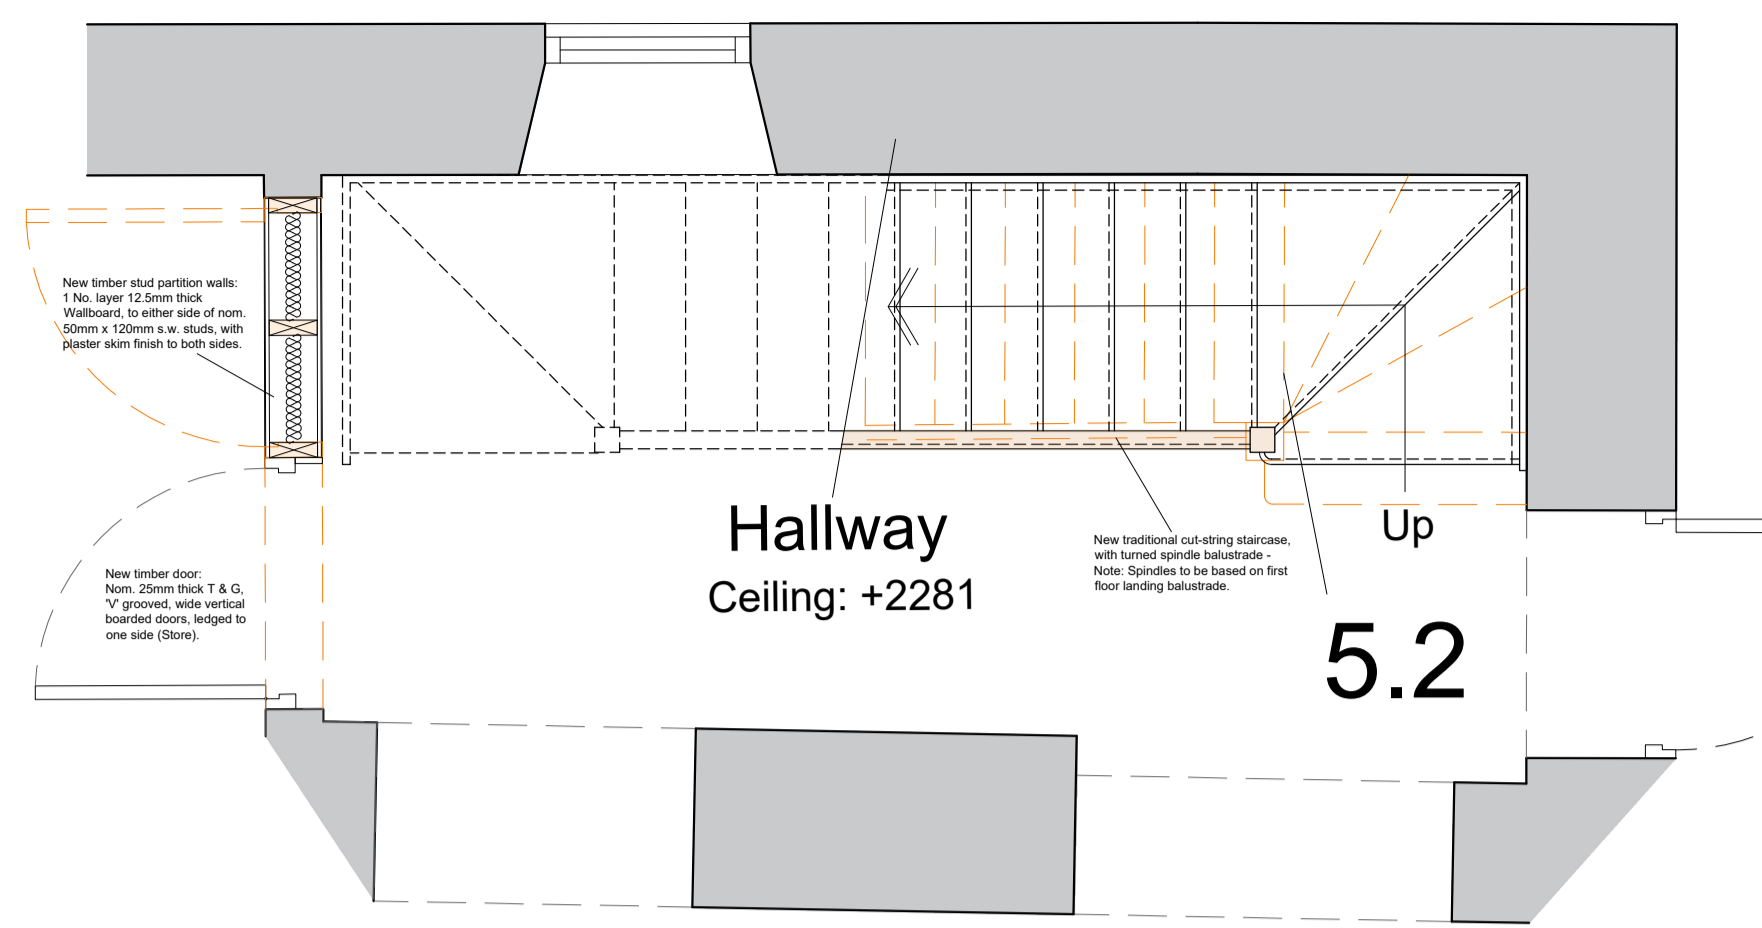 New timber stud partition walls:
1 No. layer 12.5mm thick
Wallboard, to either side of nom.
50mm x 120mm s.w. studs, with
plaster skim finish to both sides.
Hallway
Ceiling: +2281
Up
New traditional cut-string staircase,
with turned spindle balustrade -
Note: Spindles to be based on first
floor landing balustrade.
New timber door:
Nom. 25mm thick T & G,
'V' grooved, wide vertical
boarded doors, ledged to
one side (Store).
5.2